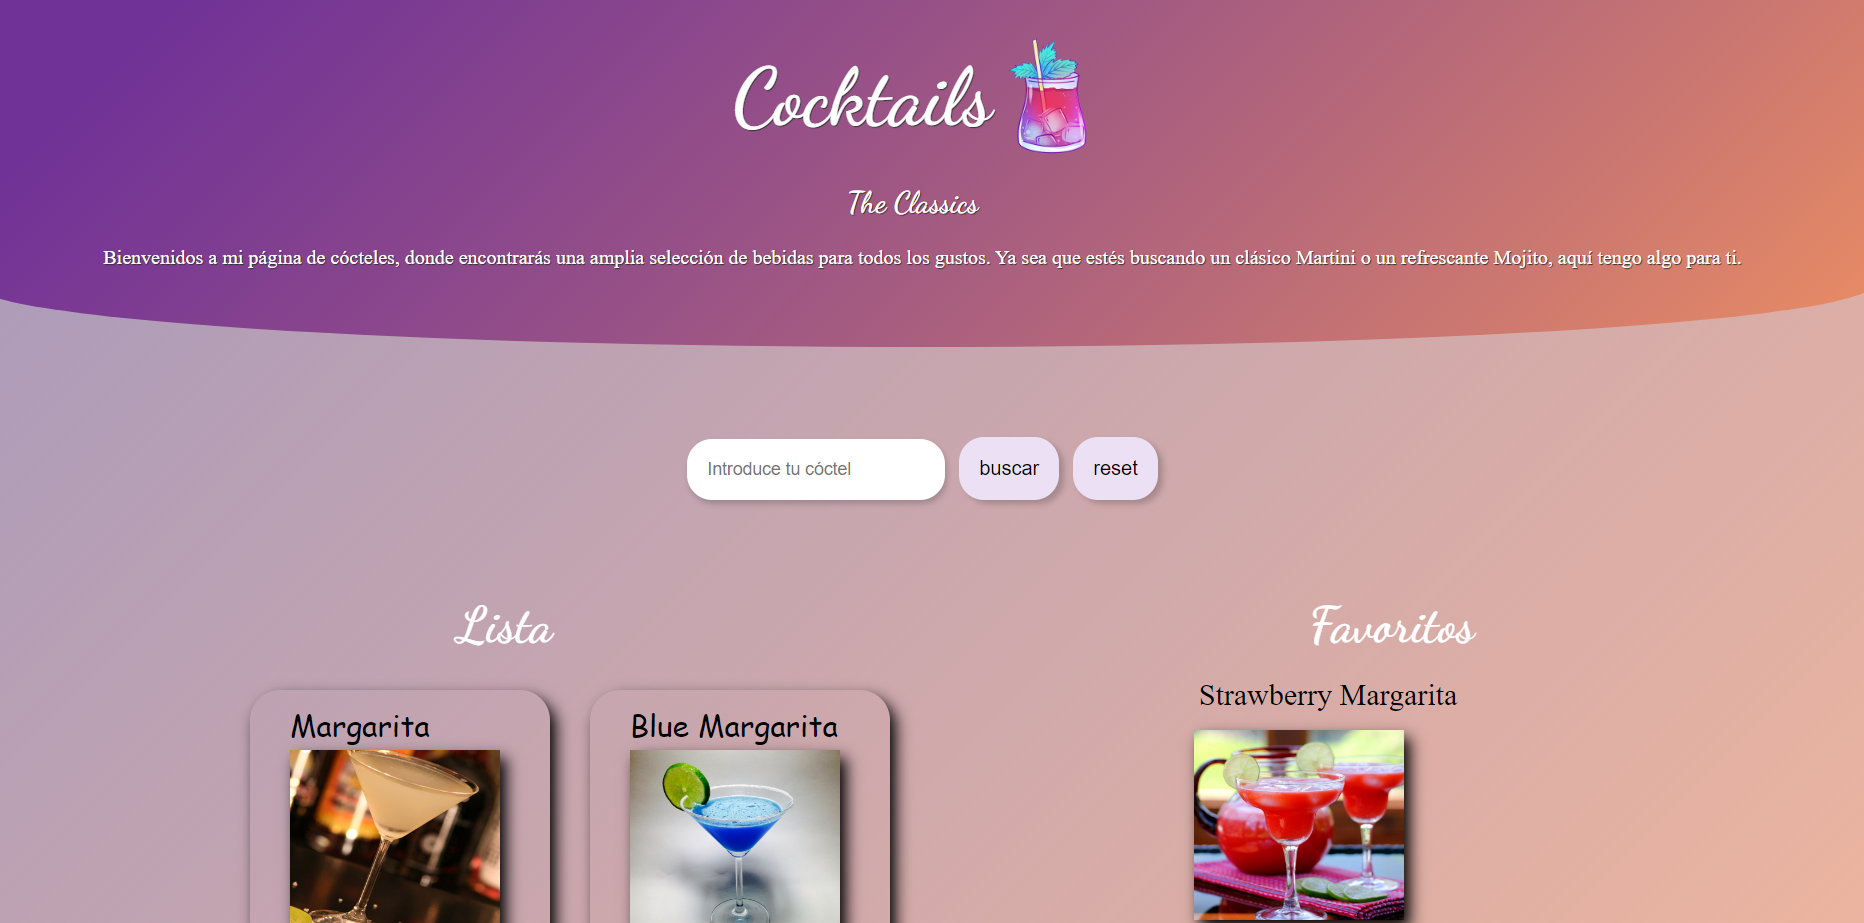 Cocktails
The Classics
Bienvenidos a mi página de cócteles, donde encontrarás una amplia selección de bebidas para todos los gustos. Ya sea que estés buscando un clásico Martini o un refrescante Mojito, aquí tengo algo para ti.
Introduce tu cóctel buscar reset
Lista
Favoritos
Margarita
Blue Margarita
Strawberry Margarita